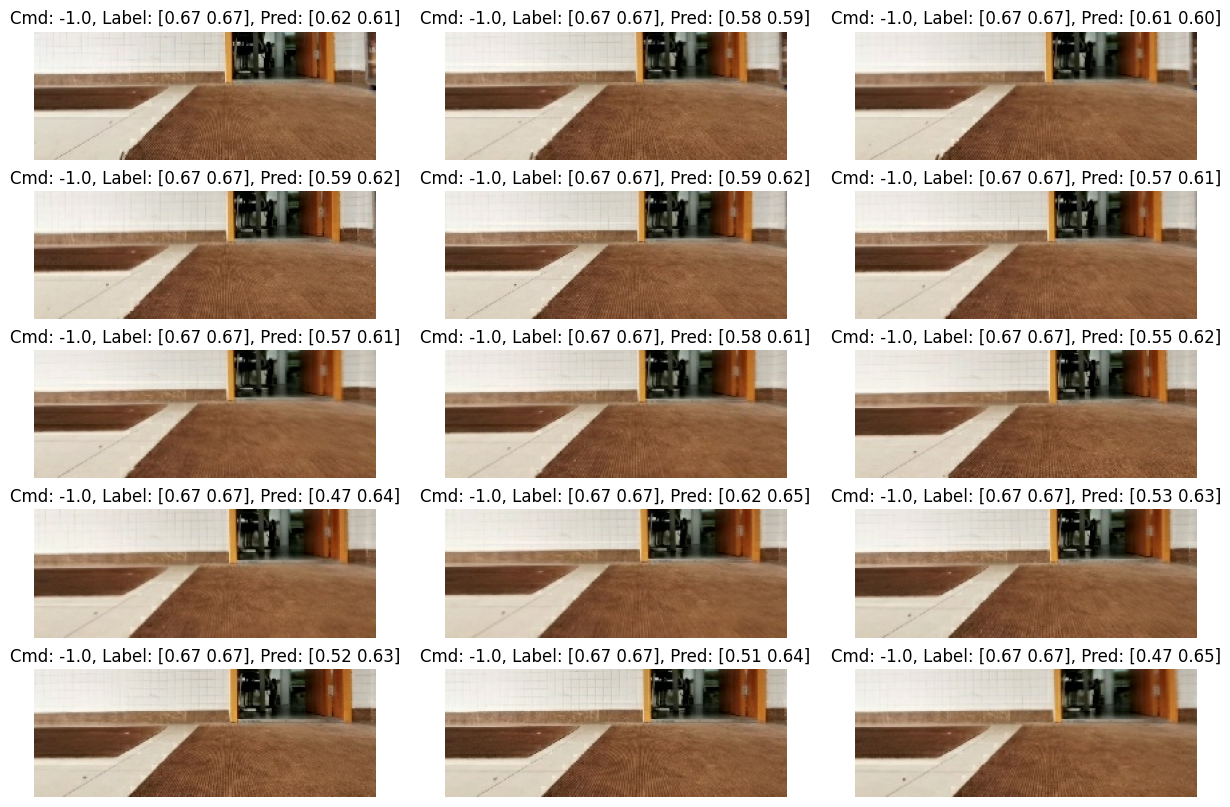 Cmd: -1.0, Label: [0.67 0.67], Pred: [0.62 0.61]
Cmd: -1.0, Label: [0.67 0.67], Pred: [0.58 0.59]
Cmd: -1.0, Label: [0.67 0.67], Pred: [0.61 0.60]
Cmd: -1.0, Label: [0.67 0.67], Pred: [0.59 0.62]
Cmd: -1.0, Label: [0.67 0.67], Pred: [0.59 0.62]
Cmd: -1.0, Label: [0.67 0.67], Pred: [0.57 0.61]
Cmd: -1.0, Label: [0.67 0.67], Pred: [0.57 0.61]
Cmd: -1.0, Label: [0.67 0.67], Pred: [0.58 0.61]
Cmd: -1.0, Label: [0.67 0.67], Pred: [0.55 0.62]
Cmd: -1.0, Label: [0.67 0.67], Pred: [0.47 0.64]
Cmd: -1.0, Label: [0.67 0.67], Pred: [0.62 0.65]
Cmd: -1.0, Label: [0.67 0.67], Pred: [0.53 0.63]
Cmd: -1.0, Label: [0.67 0.67], Pred: [0.52 0.63]
Cmd: -1.0, Label: [0.67 0.67], Pred: [0.51 0.64]
Cmd: -1.0, Label: [0.67 0.67], Pred: [0.47 0.65]